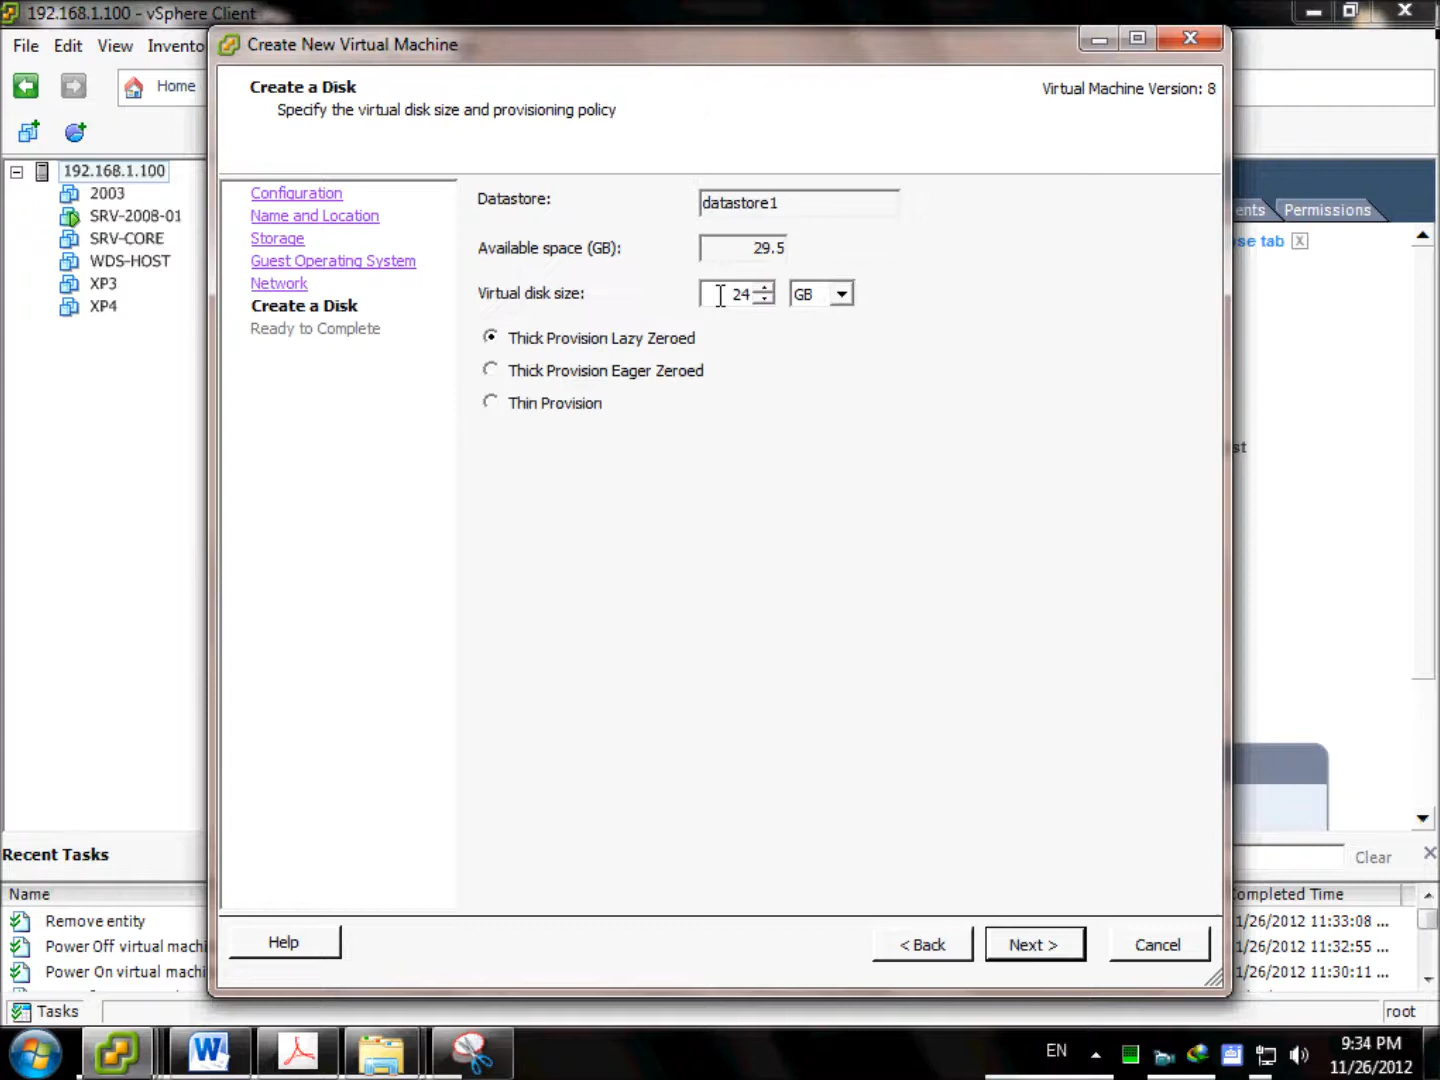 192.168.1.100 - vSphere Client
File Edit View Invento
Create New Virtual Machine
Home
Create a Disk
Specify the virtual disk size and provisioning policy
Virtual Machine Version: 8
192.168.1.100
2003
SRV-2008-01
SRV-CORE
WDS-HOST
XP3
XP4
Configuration
Name and Location
Storage
Guest Operating System
Network
Create a Disk
Ready to Complete
Datastore: datastore1
Available space (GB): 29.5
Virtual disk size: 24 GB
Thick Provision Lazy Zeroed
Thick Provision Eager Zeroed
Thin Provision
ents Permissions
se tab X
st
Help < Back Next > Cancel
Recent Tasks
Clear
Name
ompleted Time
Remove entity
1/26/2012 11:33:08 ...
Power Off virtual machi
1/26/2012 11:32:55 ...
Power On virtual machi
1/26/2012 11:30:11 ...
Tasks
root
EN
9:34 PM
11/26/2012